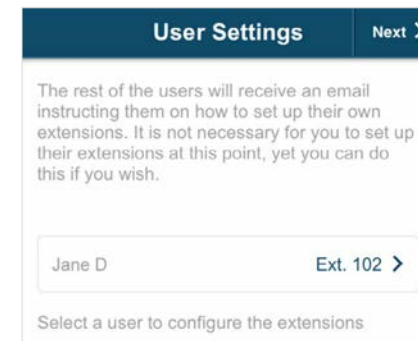 User Settings Next
The rest of the users will receive an email
instructing them on how to set up their own
extensions. It is not necessary for you to set up
their extensions at this point, yet you can do
this if you wish.
Jane D Ext. 102
Select a user to configure the extensions